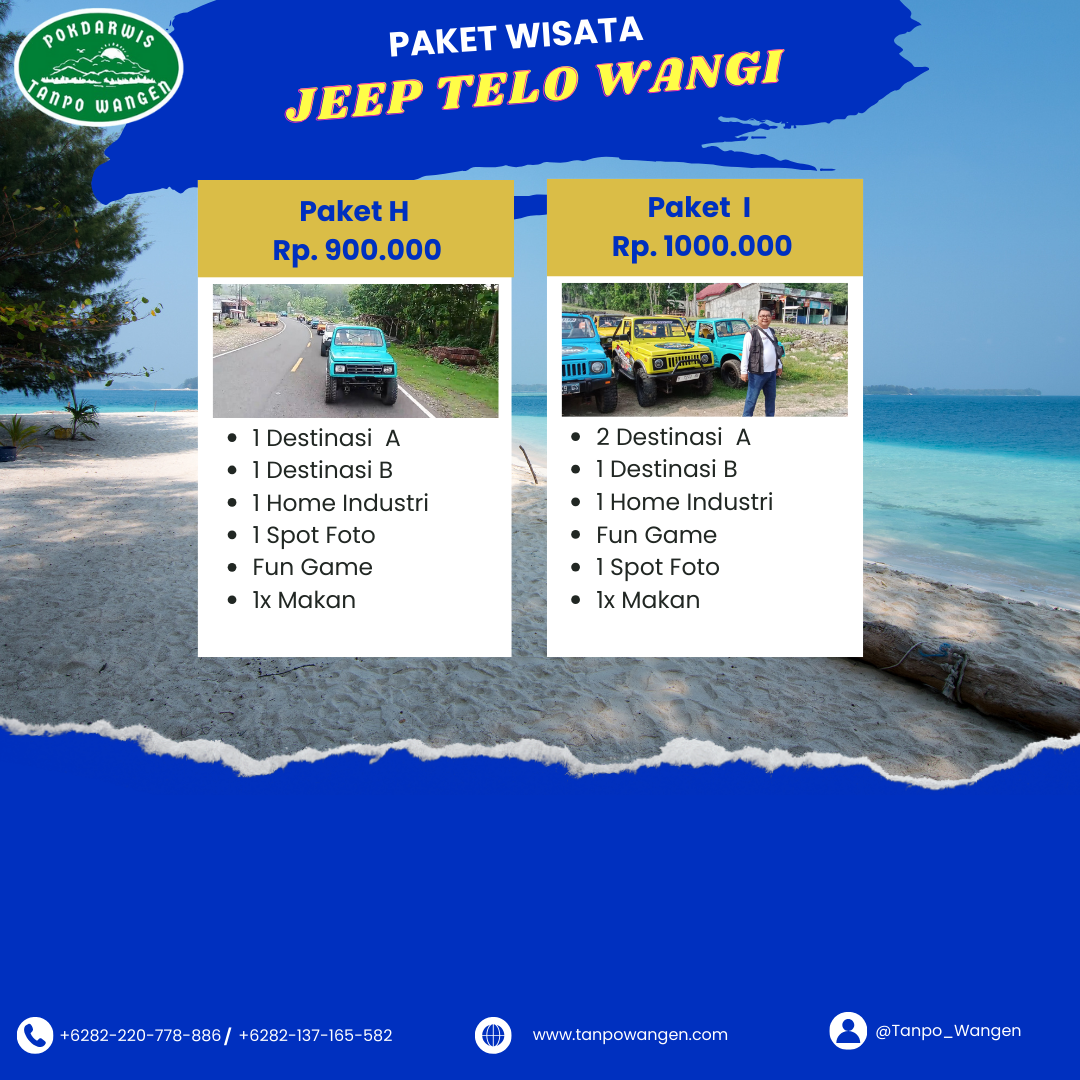 POKDARWIS
TANPO WANGEN
PAKET WISATA
JEEP TELO WANGI
Paket H
Rp. 900.000
• 1 Destinasi A
• 1 Destinasi B
• 1 Home Industri
• 1 Spot Foto
• Fun Game
• 1x Makan
Paket I
Rp. 1000.000
• 2 Destinasi A
• 1 Destinasi B
• 1 Home Industri
• Fun Game
• 1 Spot Foto
• 1x Makan
+6282-220-778-886 / +6282-137-165-582
www.tanpowangen.com
@Tanpo_Wangen